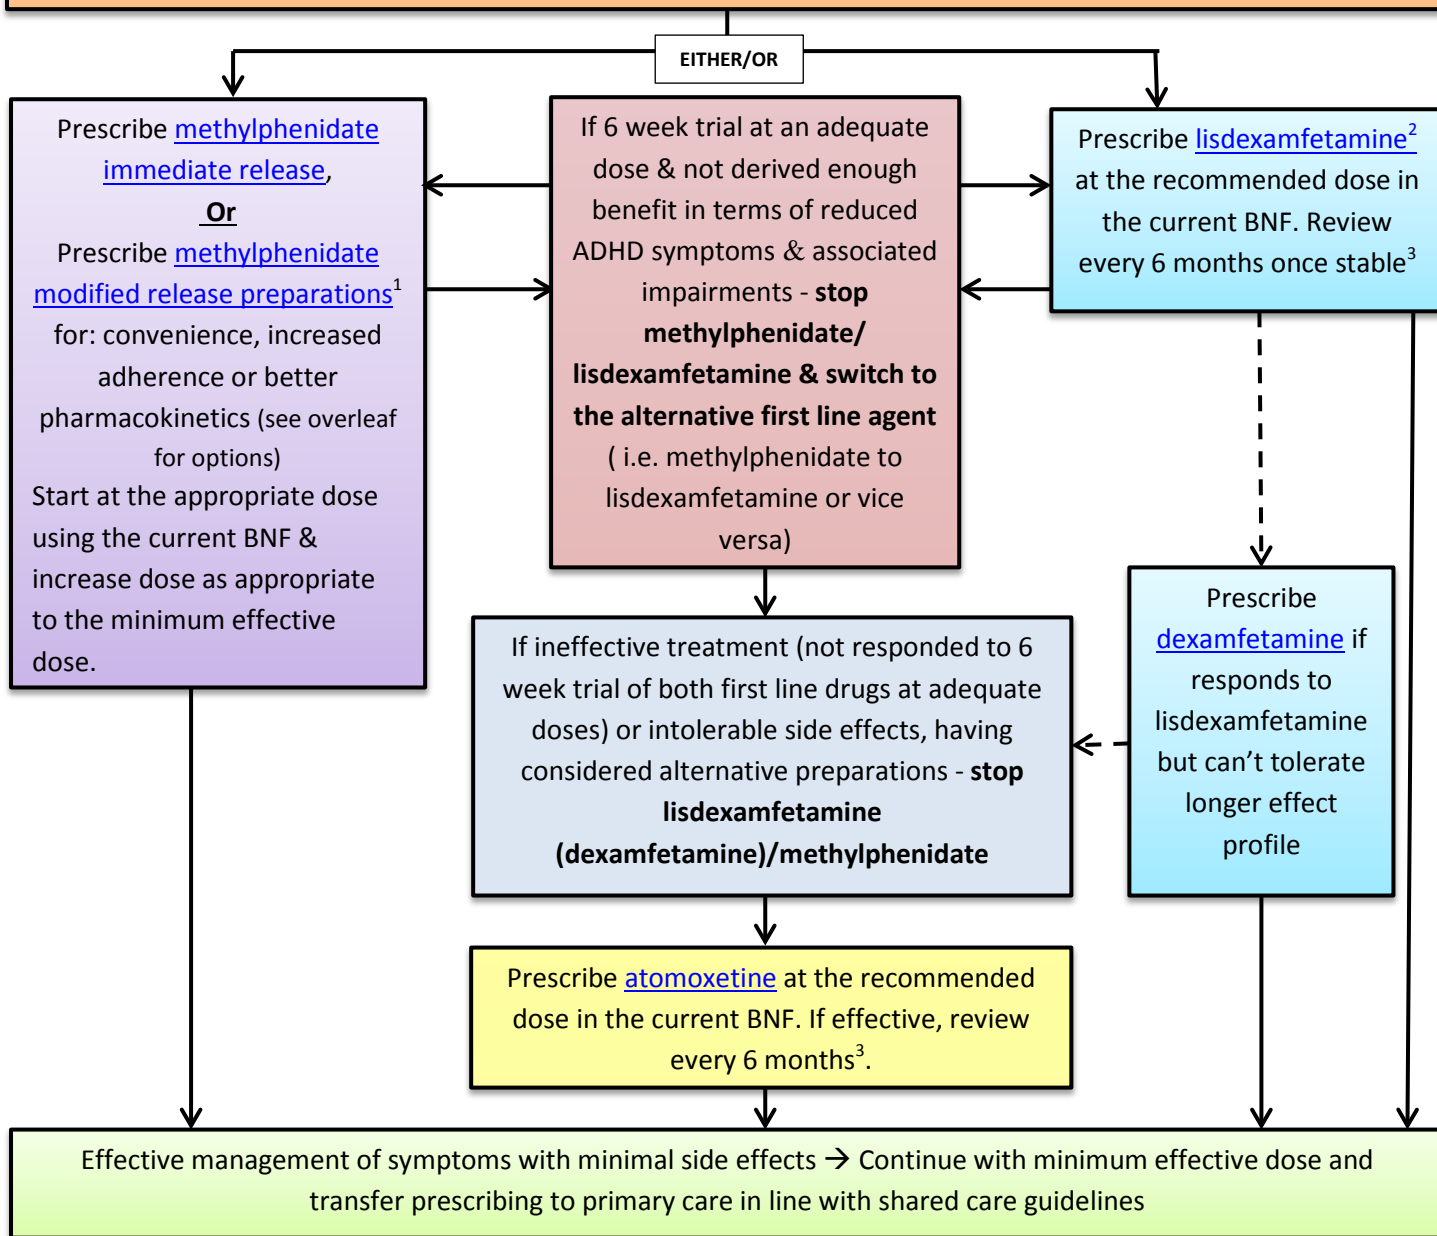 EITHER/OR
Prescribe methylphenidate
immediate release,
Or
Prescribe methylphenidate
modified release preparations1
for: convenience, increased
adherence or better
pharmacokinetics (see overleaf
for options)
Start at the appropriate dose
using the current BNF &
increase dose as appropriate
to the minimum effective
dose.
If 6 week trial at an adequate
dose & not derived enough
benefit in terms of reduced
ADHD symptoms & associated
impairments - stop
methylphenidate/
lisdexamfetamine & switch to
the alternative first line agent
( i.e. methylphenidate to
lisdexamfetamine or vice
versa)
Prescribe lisdexamfetamine2
at the recommended dose in
the current BNF. Review
every 6 months once stable3
If ineffective treatment (not responded to 6
week trial of both first line drugs at adequate
doses) or intolerable side effects, having
considered alternative preparations - stop
lisdexamfetamine
(dexamfetamine)/methylphenidate
Prescribe
dexamfetamine if
responds to
lisdexamfetamine
but can’t tolerate
longer effect
profile
Prescribe atomoxetine at the recommended
dose in the current BNF. If effective, review
every 6 months3.
Effective management of symptoms with minimal side effects → Continue with minimum effective dose and
transfer prescribing to primary care in line with shared care guidelines